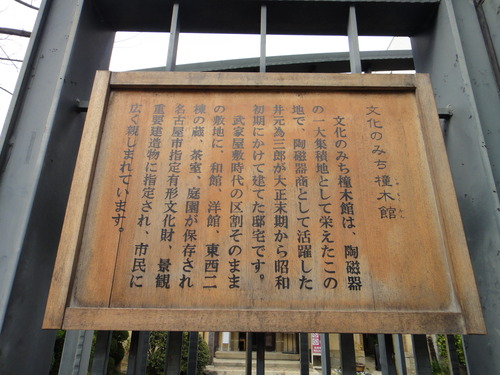 文化のみち橦木館
文化のみち橦木館は、陶磁器
の一大集積地として栄えたこの
地で、陶磁器商として活躍した
井元為三郎が大正末期から昭和
初期にかけて建てた邸宅です。
武家屋敷時代の区割そのまま
の敷地に、和館、洋館、東西二
棟の蔵、茶室、庭園が保存され
名古屋市指定有形文化財、景観
重要建造物に指定され、市民に
広く親しまれています。